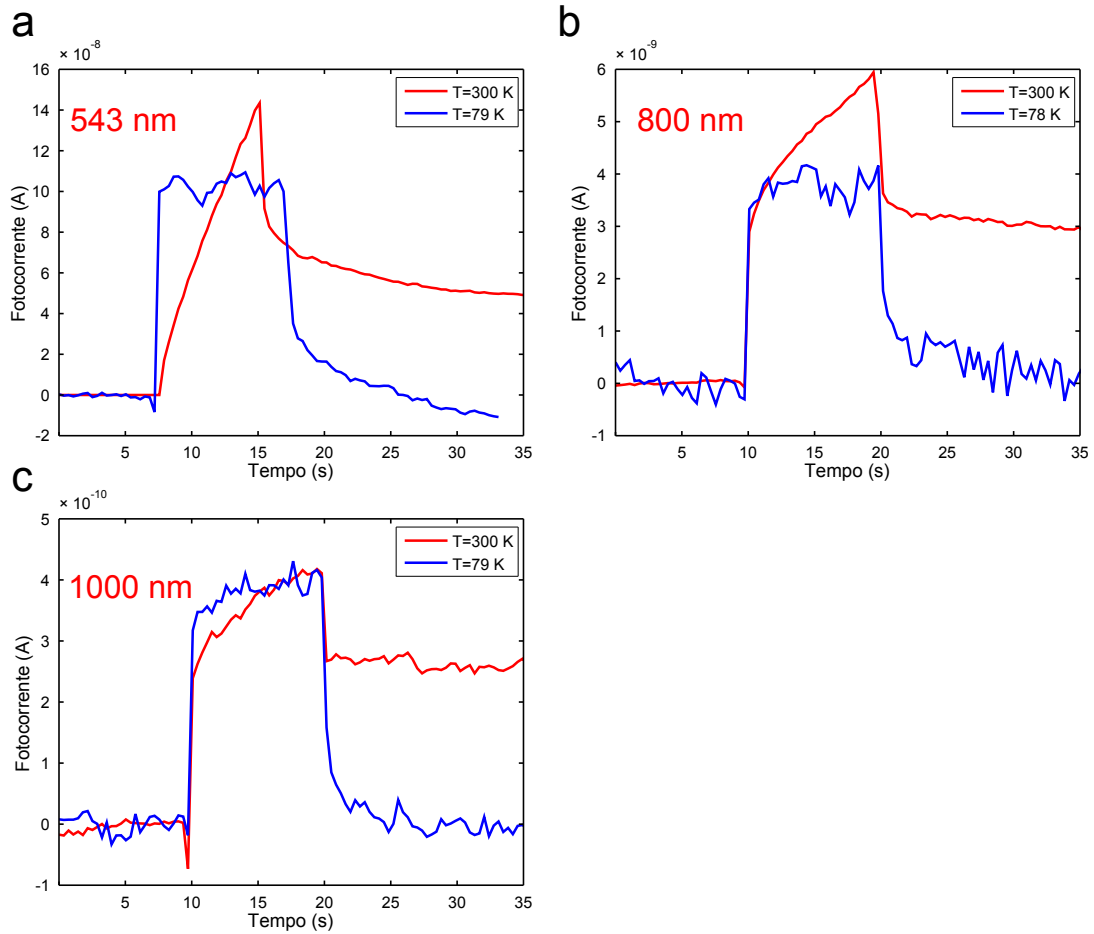 a
× 10⁻⁸
16
14
12
10
8
6
4
2
0
-2
Fotocorrente (A)
543 nm
T=300 K
T=79 K
5 10 15 20 25 30 35
Tempo (s)
b
× 10⁻⁹
6
5
4
3
2
1
0
-1
Fotocorrente (A)
800 nm
T=300 K
T=78 K
5 10 15 20 25 30 35
Tempo (s)
c
× 10⁻¹⁰
5
4
3
2
1
0
-1
Fotocorrente (A)
1000 nm
T=300 K
T=79 K
5 10 15 20 25 30 35
Tempo (s)